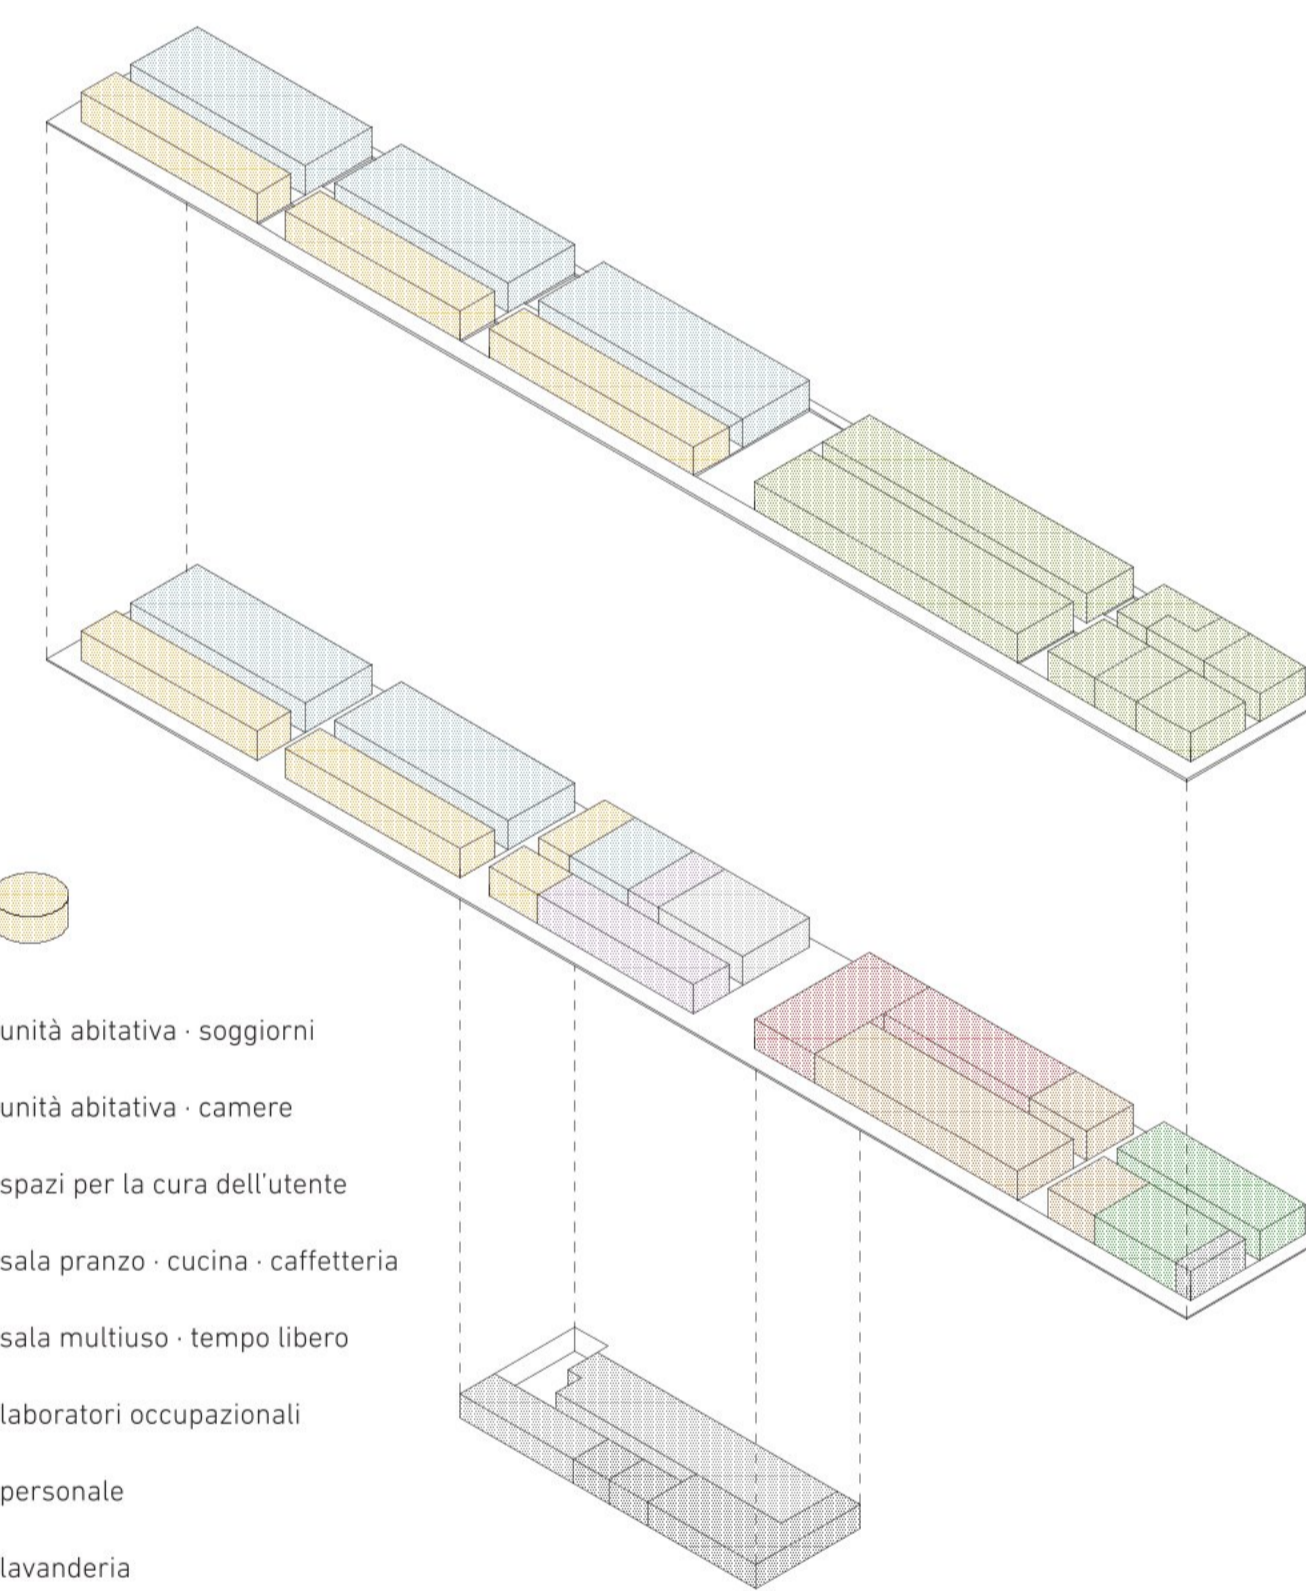 unità abitativa · soggiorni
unità abitativa · camere
spazi per la cura dell'utente
sala pranzo · cucina · caffetteria
sala multiuso · tempo libero
laboratori occupazionali
personale
lavanderia